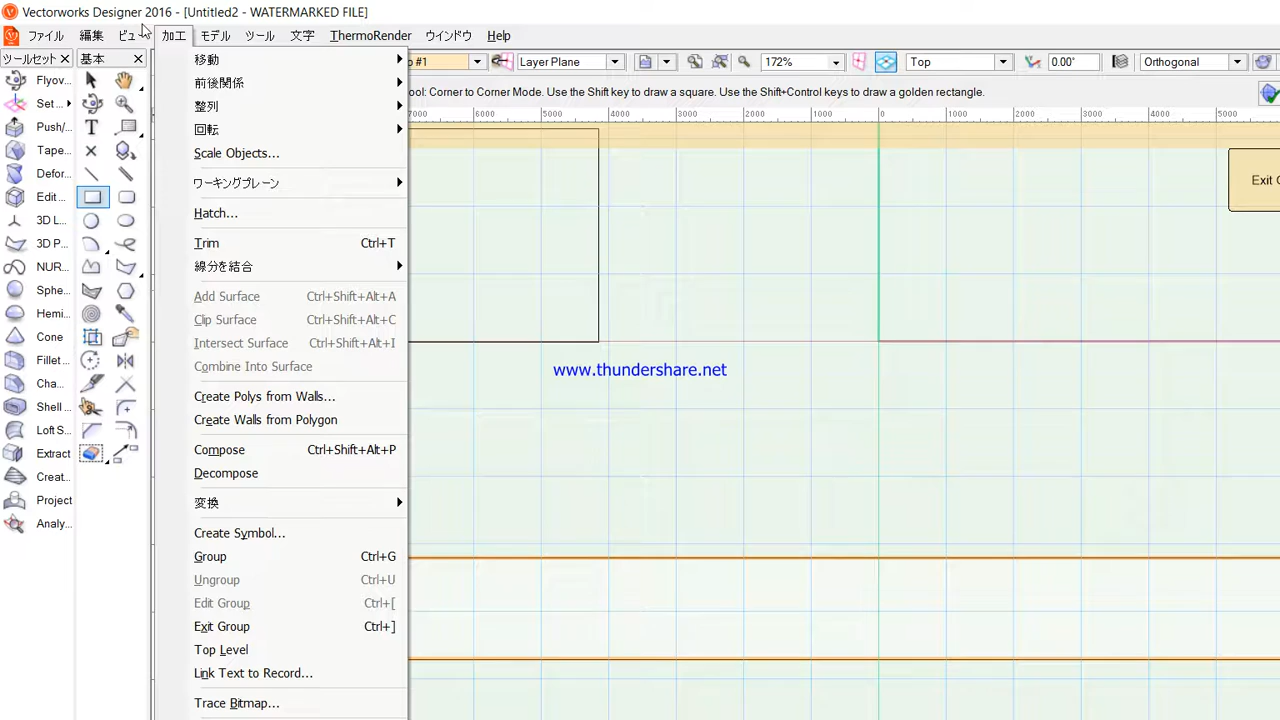 Vectorworks Designer 2016 - [Untitled2 - WATERMARKED FILE]
ファイル 編集 ビュー 加工 モデル ツール 文字 ThermoRender ウインドウ Help
ツールセット 基本
#1 Layer Plane 172% Top 0.00° Orthogonal
ool: Corner to Corner Mode. Use the Shift key to draw a square. Use the Shift+Control keys to draw a golden rectangle.
7000 6000 5000 4000 3000 2000 1000 0 1000 2000 3000 4000 5000
Flyov...
Set...
Push/
Tape...
Defor...
Edit ...
3D L...
3D P...
NUR...
Sphe...
Hemi...
Cone
Fillet...
Cha...
Shell ...
Loft S...
Extract
Creat...
Project
Analy...
移動
前後関係
整列
回転
Scale Objects...
ワーキングプレーン
Hatch...
Trim Ctrl+T
線分を結合
Add Surface Ctrl+Shift+Alt+A
Clip Surface Ctrl+Shift+Alt+C
Intersect Surface Ctrl+Shift+Alt+I
Combine Into Surface
Create Polys from Walls...
Create Walls from Polygon
Compose Ctrl+Shift+Alt+P
Decompose
変換
Create Symbol...
Group Ctrl+G
Ungroup Ctrl+U
Edit Group Ctrl+[
Exit Group Ctrl+]
Top Level
Link Text to Record...
Trace Bitmap...
Exit
www.thundershare.net